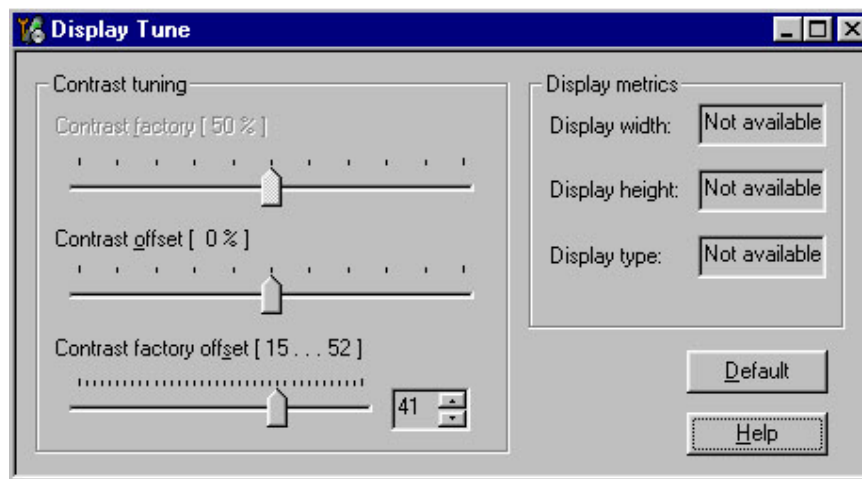 Display Tune
Contrast tuning
Contrast factory [ 50 % ]
Contrast offset [ 0 % ]
Contrast factory offset [ 15 . . . 52 ]
41
Display metrics
Display width: Not available
Display height: Not available
Display type: Not available
Default
Help